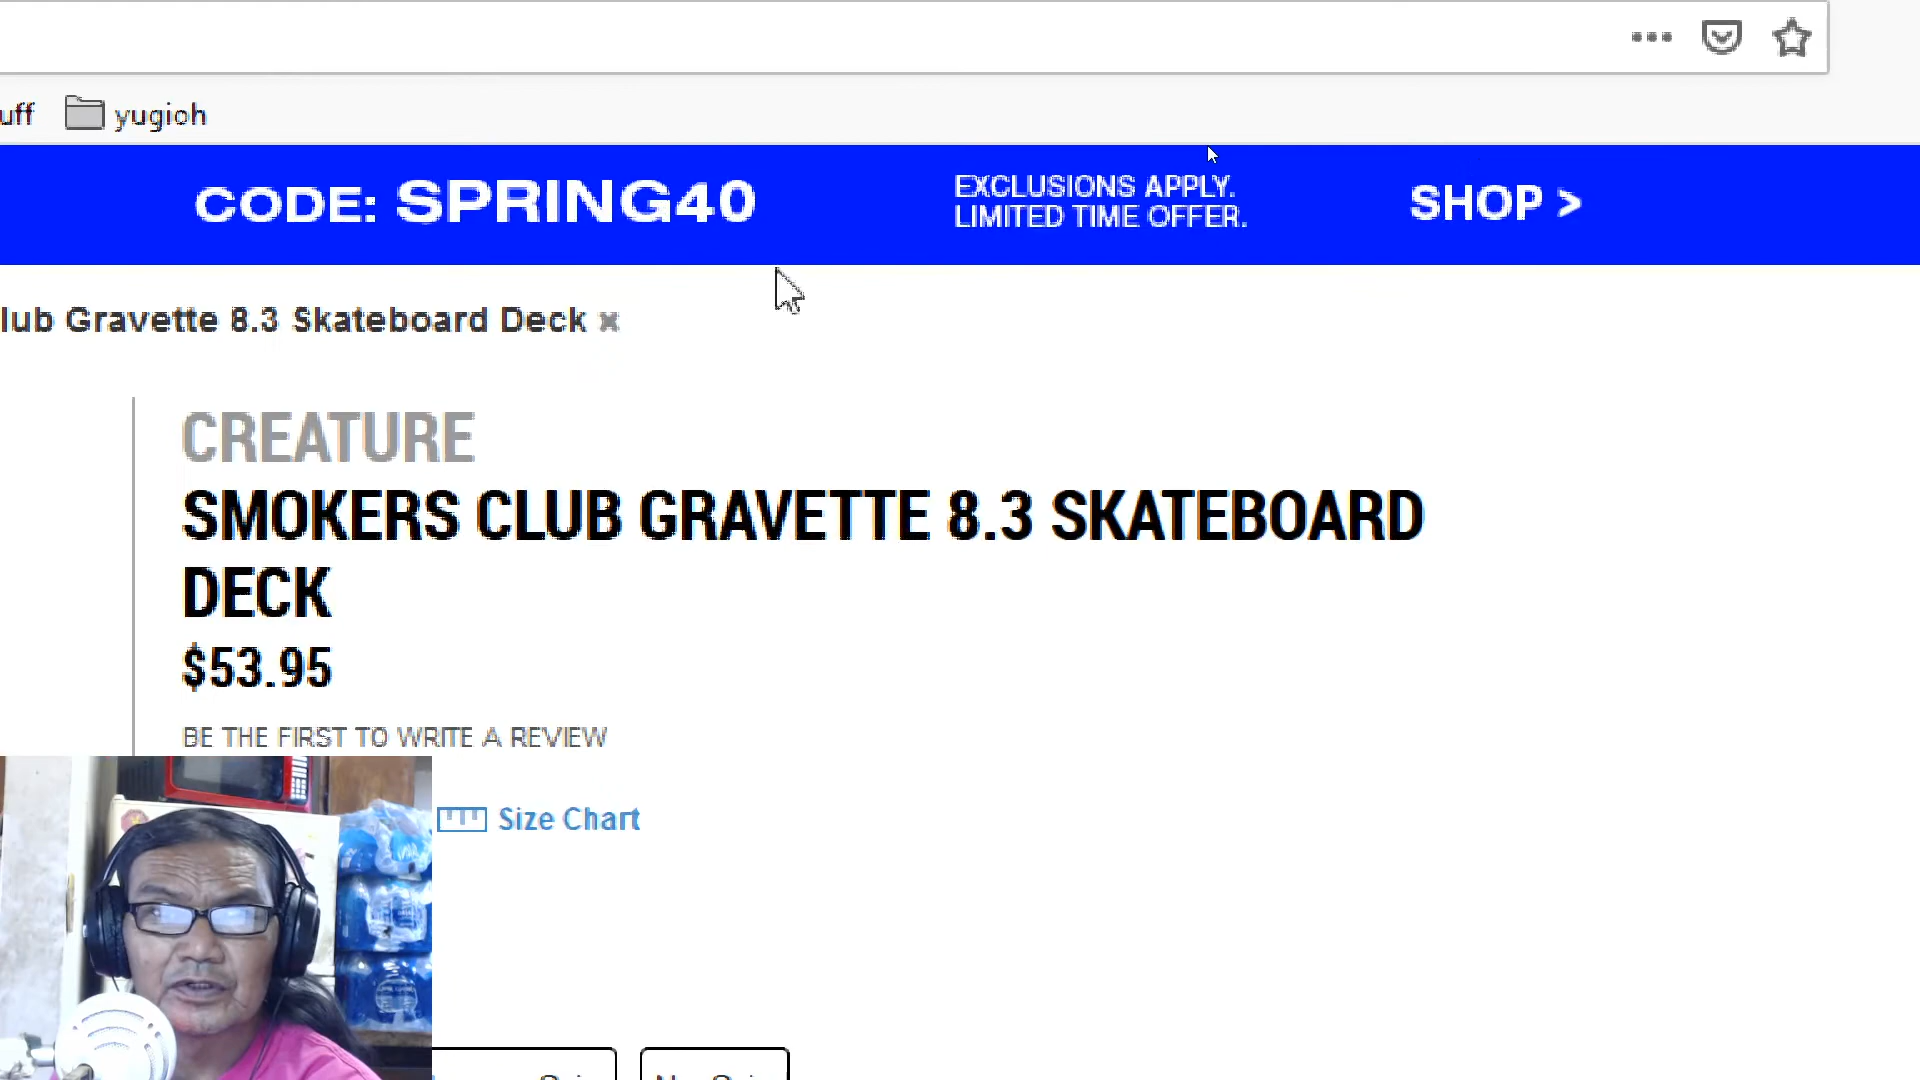 uff yugioh
CODE: SPRING40
EXCLUSIONS APPLY.
LIMITED TIME OFFER.
SHOP >
lub Gravette 8.3 Skateboard Deck
CREATURE
SMOKERS CLUB GRAVETTE 8.3 SKATEBOARD
DECK
$53.95
BE THE FIRST TO WRITE A REVIEW
Size Chart